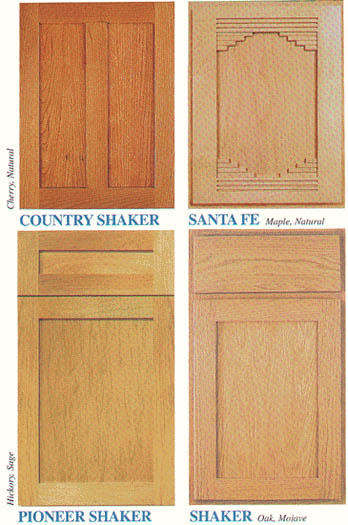 Cherry, Natural
COUNTRY SHAKER
SANTA FE Maple, Natural
Hickory, Sage
PIONEER SHAKER
SHAKER Oak, Mojave